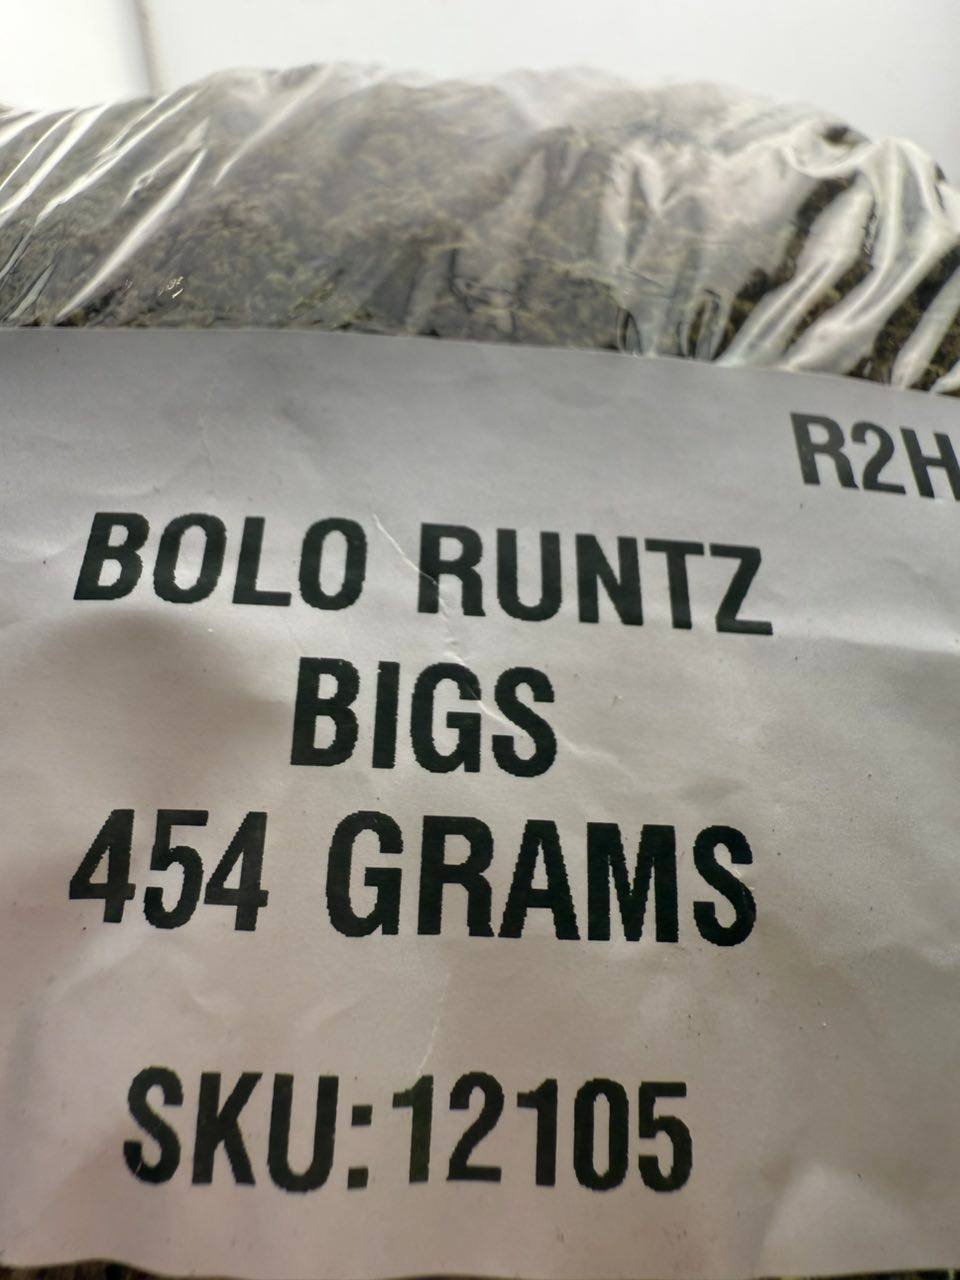 R2H
BOLO RUNTZ
BIGS
454 GRAMS
SKU:12105